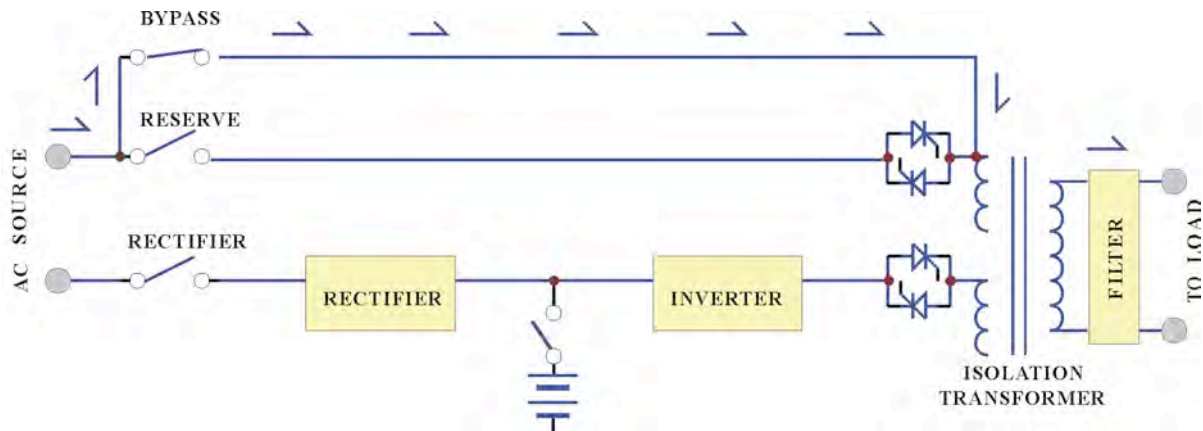 BYPASS
RESERVE
AC SOURCE
RECTIFIER
RECTIFIER
INVERTER
FILTER
TO LOAD
ISOLATION
TRANSFORMER